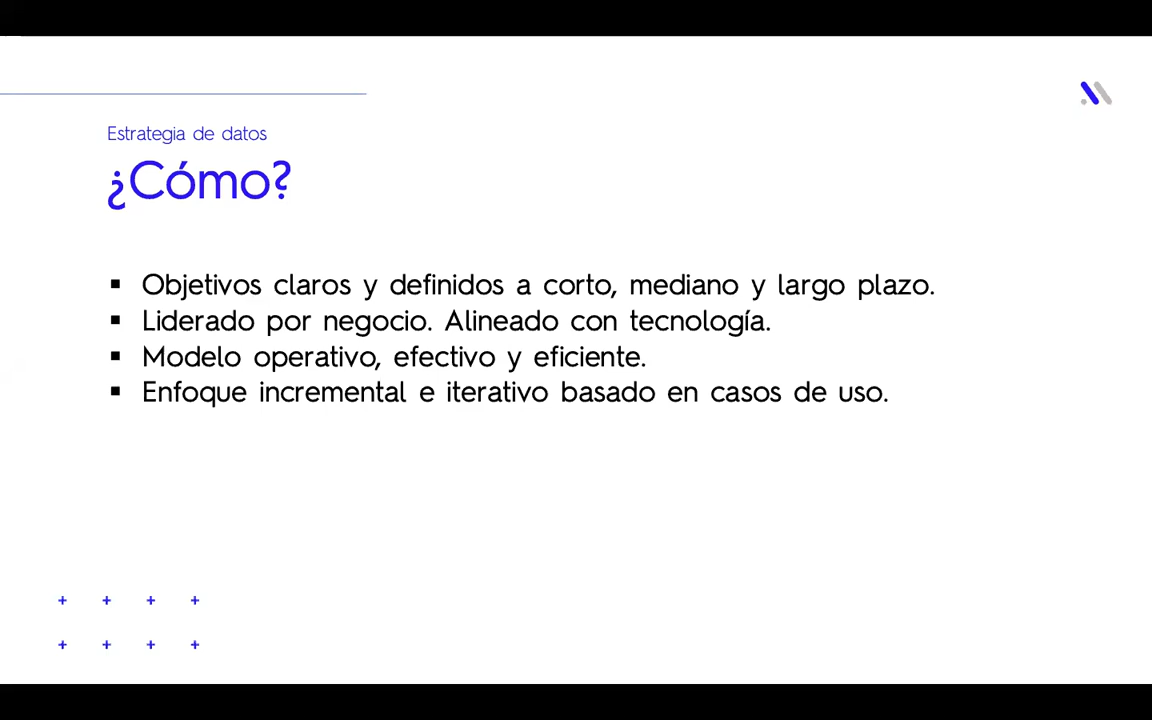 Estrategia de datos
¿Cómo?
▪ Objetivos claros y definidos a corto, mediano y largo plazo.
▪ Liderado por negocio. Alineado con tecnología.
▪ Modelo operativo, efectivo y eficiente.
▪ Enfoque incremental e iterativo basado en casos de uso.